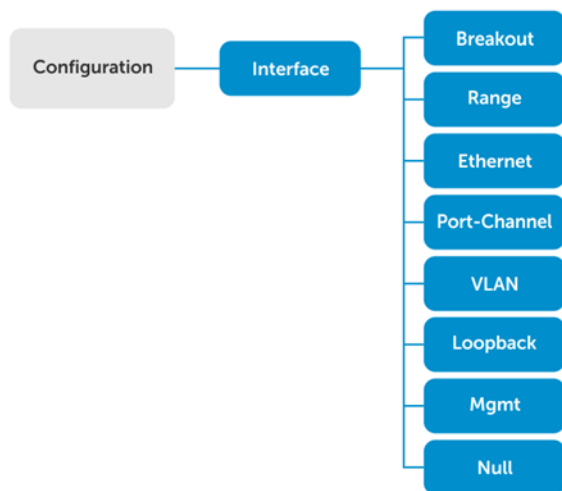 Configuration
Interface
Breakout
Range
Ethernet
Port-Channel
VLAN
Loopback
Mgmt
Null